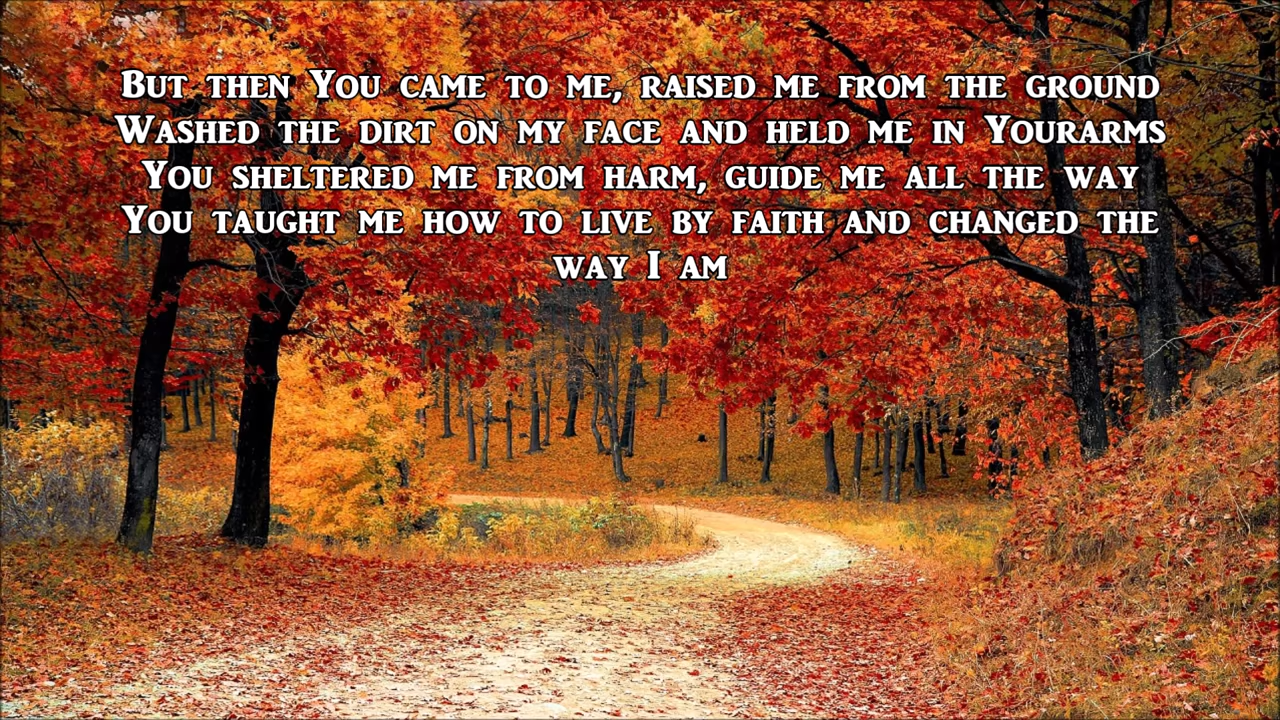 But then You came to me, raised me from the ground
Washed the dirt on my face and held me in Yourarms
You sheltered me from harm, guide me all the way
You taught me how to live by faith and changed the
way I am